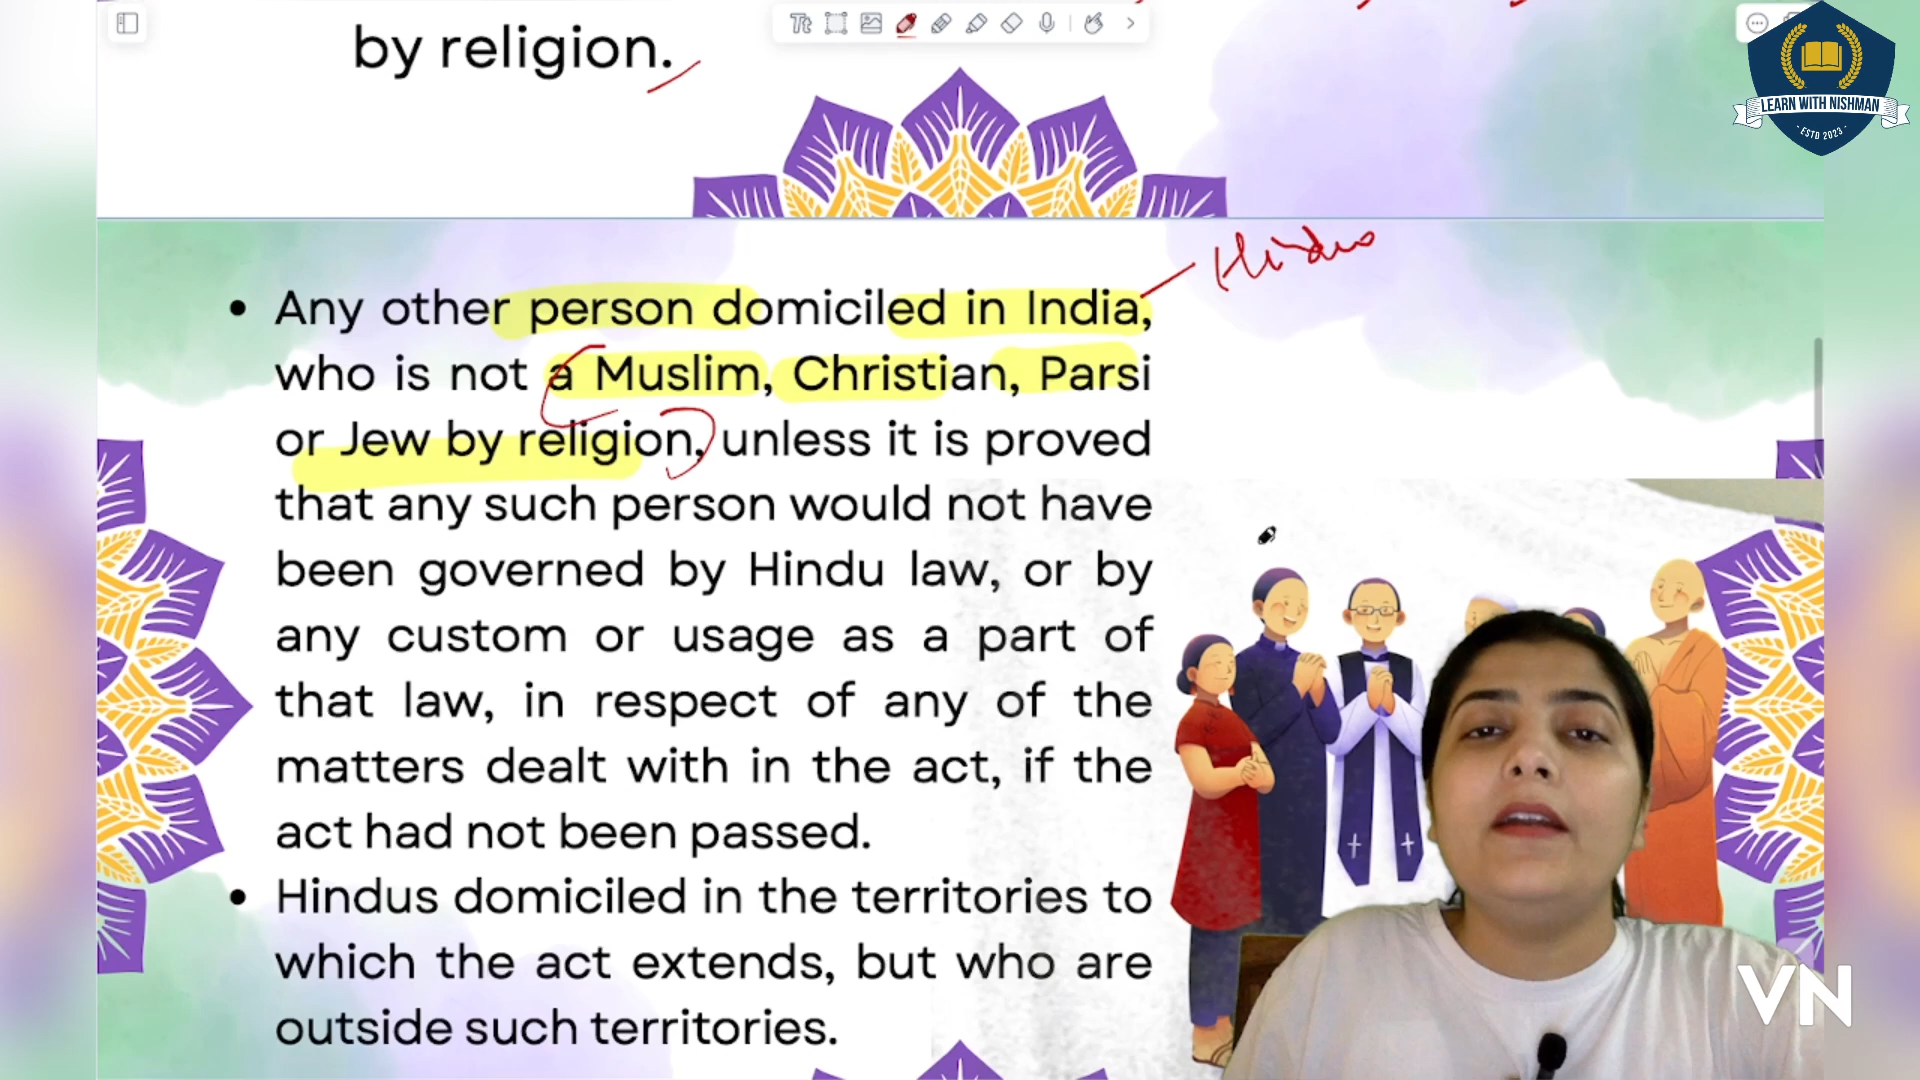 by religion.
Tt
LEARN WITH NISHMAN
- ESTD 2023 -
Hindu
• Any other person domiciled in India,
who is not a Muslim, Christian, Parsi
or Jew by religion, unless it is proved
that any such person would not have
been governed by Hindu law, or by
any custom or usage as a part of
that law, in respect of any of the
matters dealt with in the act, if the
act had not been passed.
• Hindus domiciled in the territories to
which the act extends, but who are
outside such territories.
VN